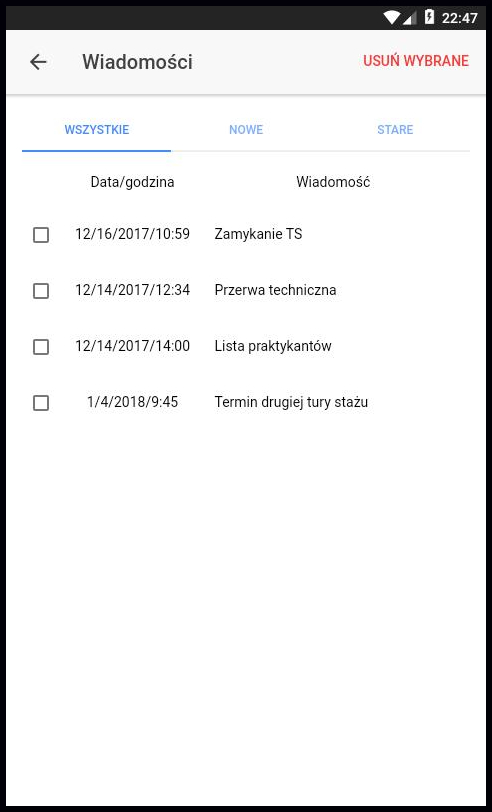 22:47
Wiadomości USUŃ WYBRANE
WSZYSTKIE NOWE STARE
Data/godzina Wiadomość
12/16/2017/10:59 Zamykanie TS
12/14/2017/12:34 Przerwa techniczna
12/14/2017/14:00 Lista praktykantów
1/4/2018/9:45 Termin drugiej tury stażu